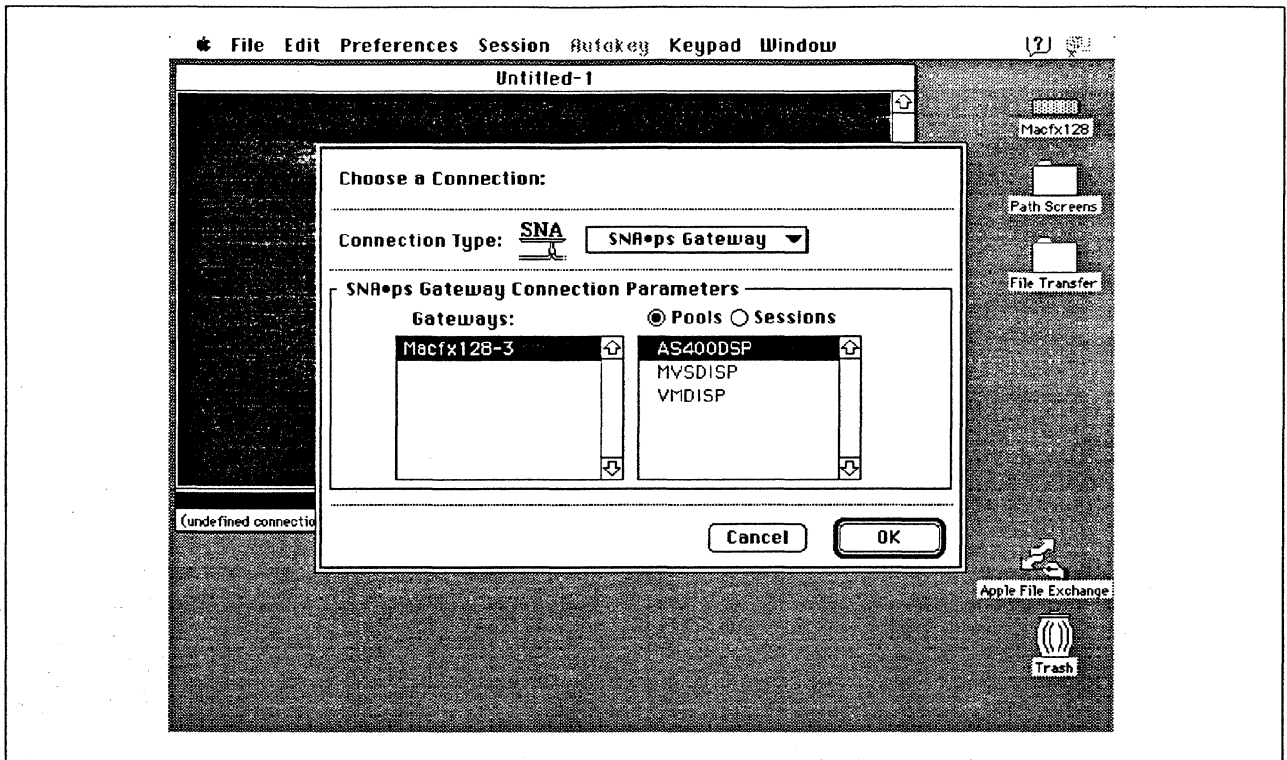 File Edit Preferences Session Autokey Keypad Window
Untitled-1
Macfx128
Path Screens
File Transfer
Choose a Connection:
Connection Type: SNA SNA•ps Gateway
SNA•ps Gateway Connection Parameters
Gateways: Pools Sessions
Macfx128-3 AS400DSP
MVSDISP
VMDISP
(undefined connectio
Cancel OK
Apple File Exchange
Trash